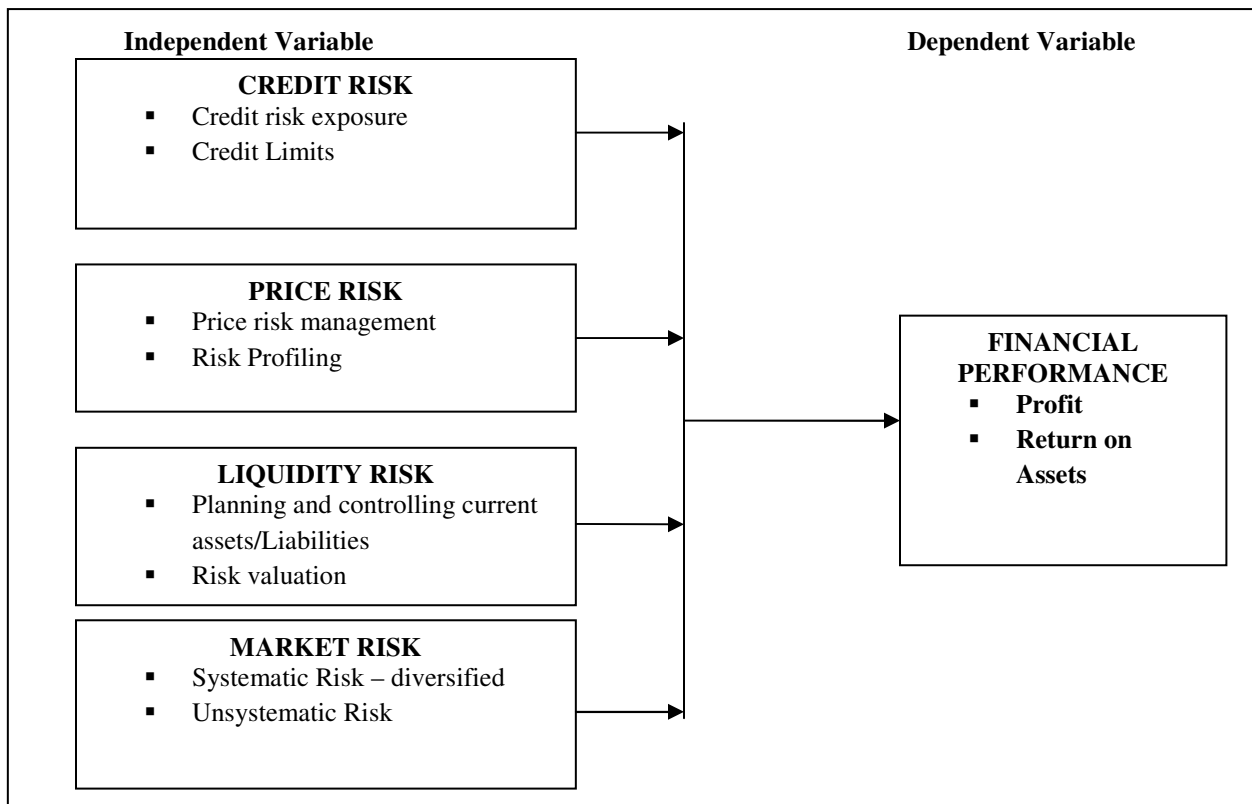 Independent Variable
Dependent Variable
CREDIT RISK
▪ Credit risk exposure
▪ Credit Limits
PRICE RISK
▪ Price risk management
▪ Risk Profiling
LIQUIDITY RISK
▪ Planning and controlling current
assets/Liabilities
▪ Risk valuation
MARKET RISK
▪ Systematic Risk – diversified
▪ Unsystematic Risk
FINANCIAL
PERFORMANCE
▪ Profit
▪ Return on
Assets